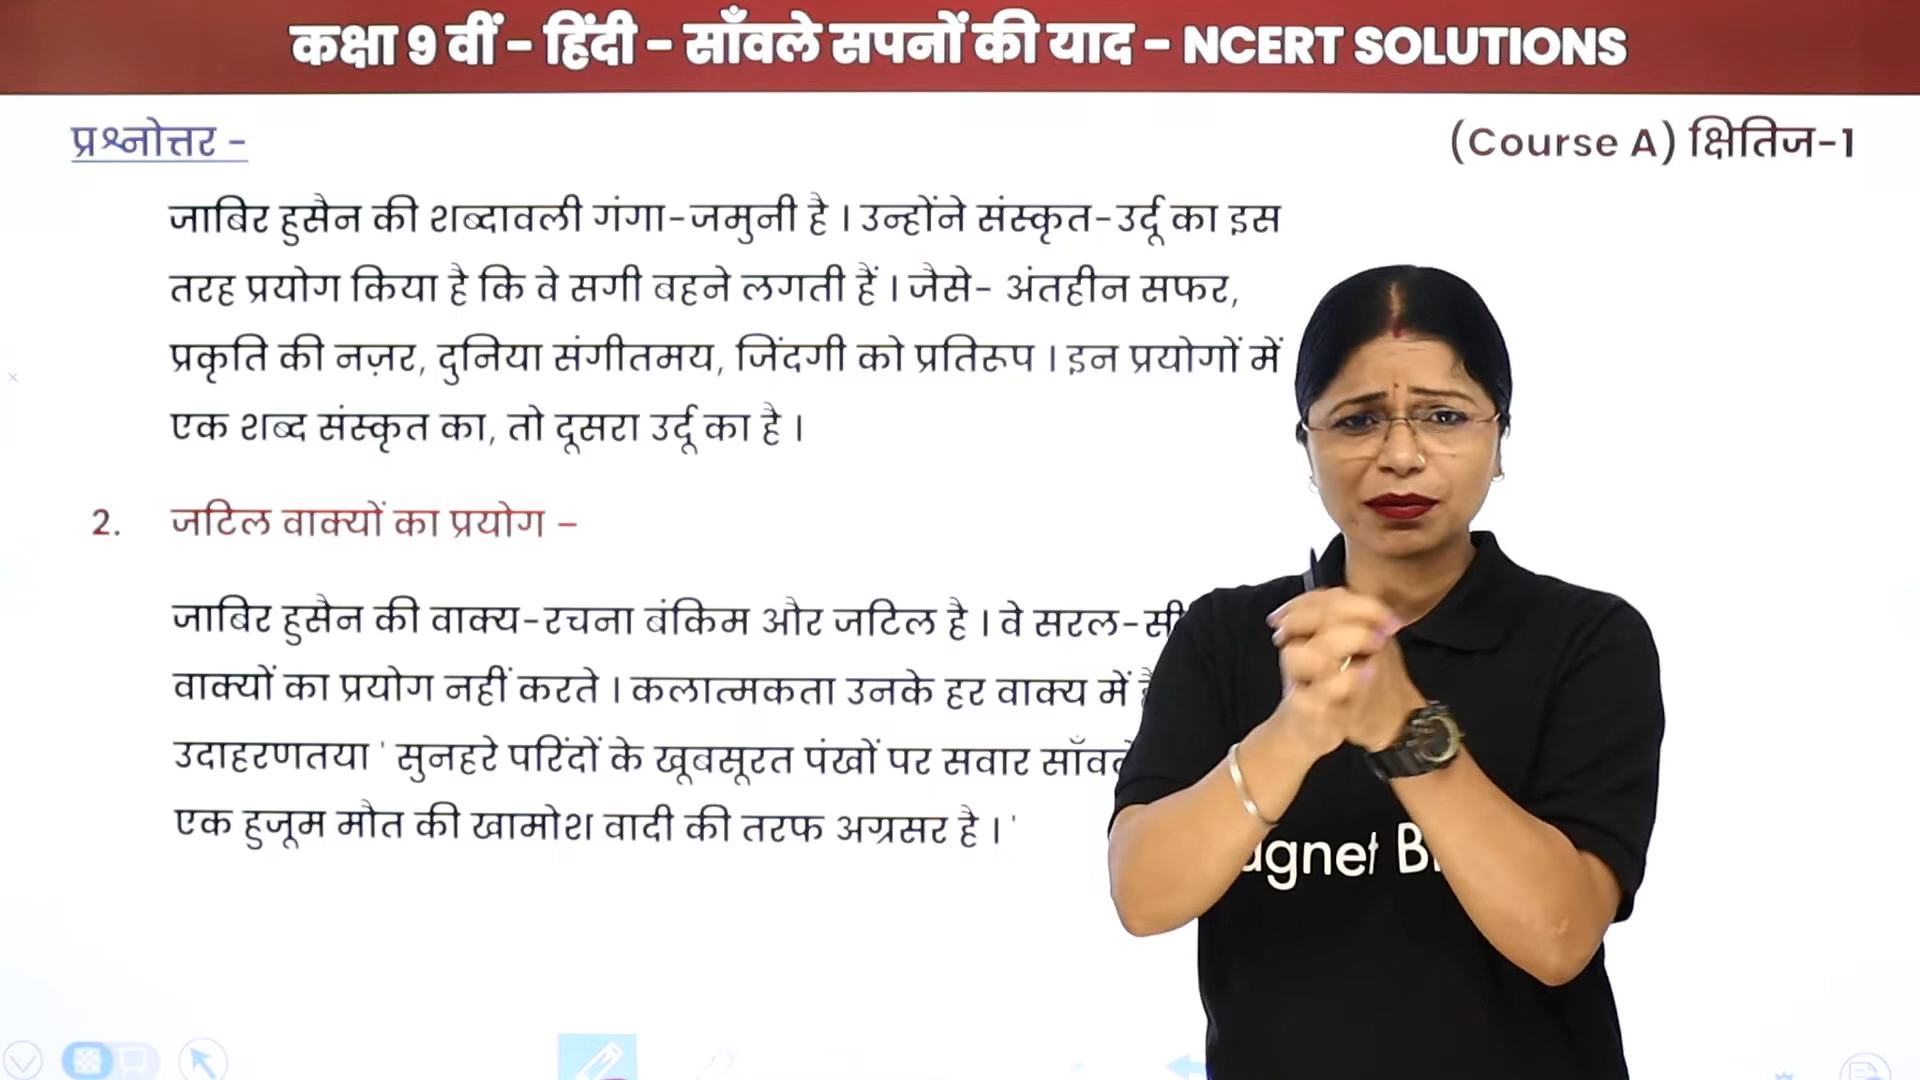 कक्षा 9 वीं – हिंदी – साँवले सपनों की याद – NCERT SOLUTIONS
प्रश्नोत्तर –
(Course A) क्षितिज-1
जाबिर हुसैन की शब्दावली गंगा-जमुनी है । उन्होंने संस्कृत-उर्दू का इस
तरह प्रयोग किया है कि वे सगी बहने लगती हैं । जैसे- अंतहीन सफर,
प्रकृति की नज़र, दुनिया संगीतमय, जिंदगी को प्रतिरूप । इन प्रयोगों में
एक शब्द संस्कृत का, तो दूसरा उर्दू का है ।
2. जटिल वाक्यों का प्रयोग –
जाबिर हुसैन की वाक्य-रचना बंकिम और जटिल है । वे सरल-
वाक्यों का प्रयोग नहीं करते । कलात्मकता उनके हर वाक्य में
उदाहरणतया ' सुनहरे परिंदों के खूबसूरत पंखों पर सवार
एक हुजूम मौत की खामोश वादी की तरफ अग्रसर है । '